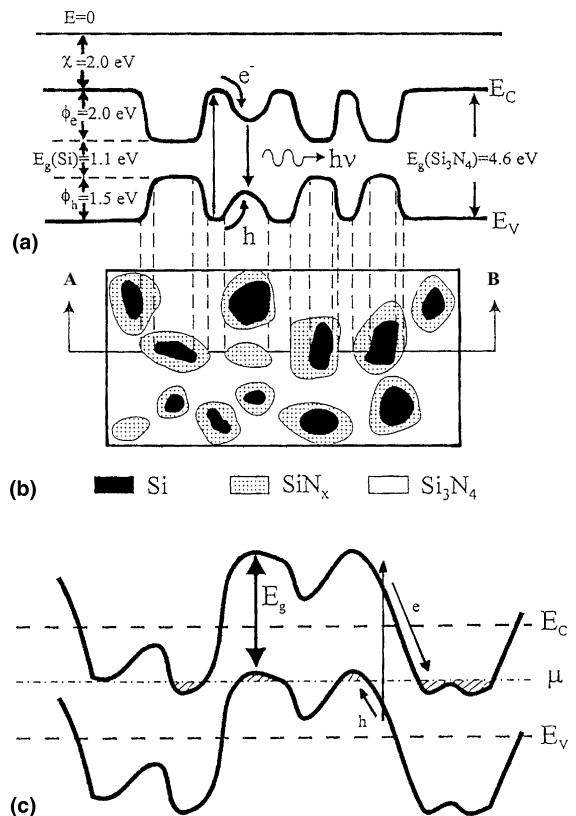 E=0
χ=2.0 eV
e⁻
E_C
ϕ_e=2.0 eV
E_g(Si)=1.1 eV
hν
E_g(Si₃N₄)=4.6 eV
ϕ_h=1.5 eV
h
E_V
(a)
A
B
(b)
Si
SiN_x
Si₃N₄
E_g
e
E_C
μ
h
E_V
(c)